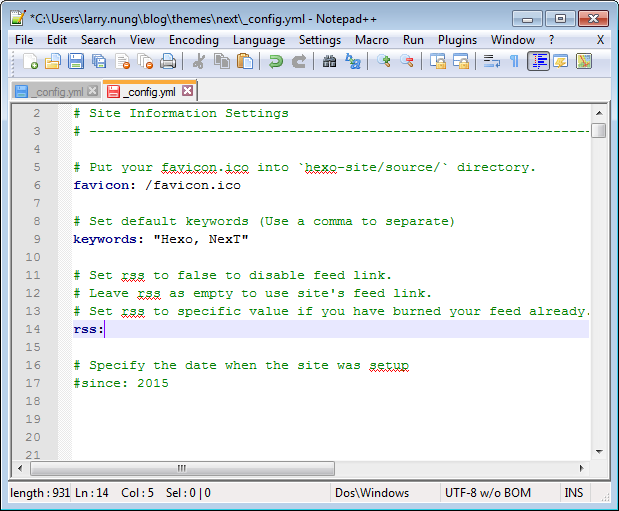 *C:\Users\larry.nung\blog\themes\next\_config.yml - Notepad++
File Edit Search View Encoding Language Settings Macro Run Plugins Window ? X
_config.yml _config.yml
2 # Site Information Settings
3 # ---------------------------------------------------------------------
4
5 # Put your favicon.ico into `hexo-site/source/` directory.
6 favicon: /favicon.ico
7
8 # Set default keywords (Use a comma to separate)
9 keywords: "Hexo, NexT"
10
11 # Set rss to false to disable feed link.
12 # Leave rss as empty to use site's feed link.
13 # Set rss to specific value if you have burned your feed already.
14 rss:
15
16 # Specify the date when the site was setup
17 #since: 2015
18
19
20
21
length : 931 Ln : 14 Col : 5 Sel : 0 | 0 Dos\Windows UTF-8 w/o BOM INS